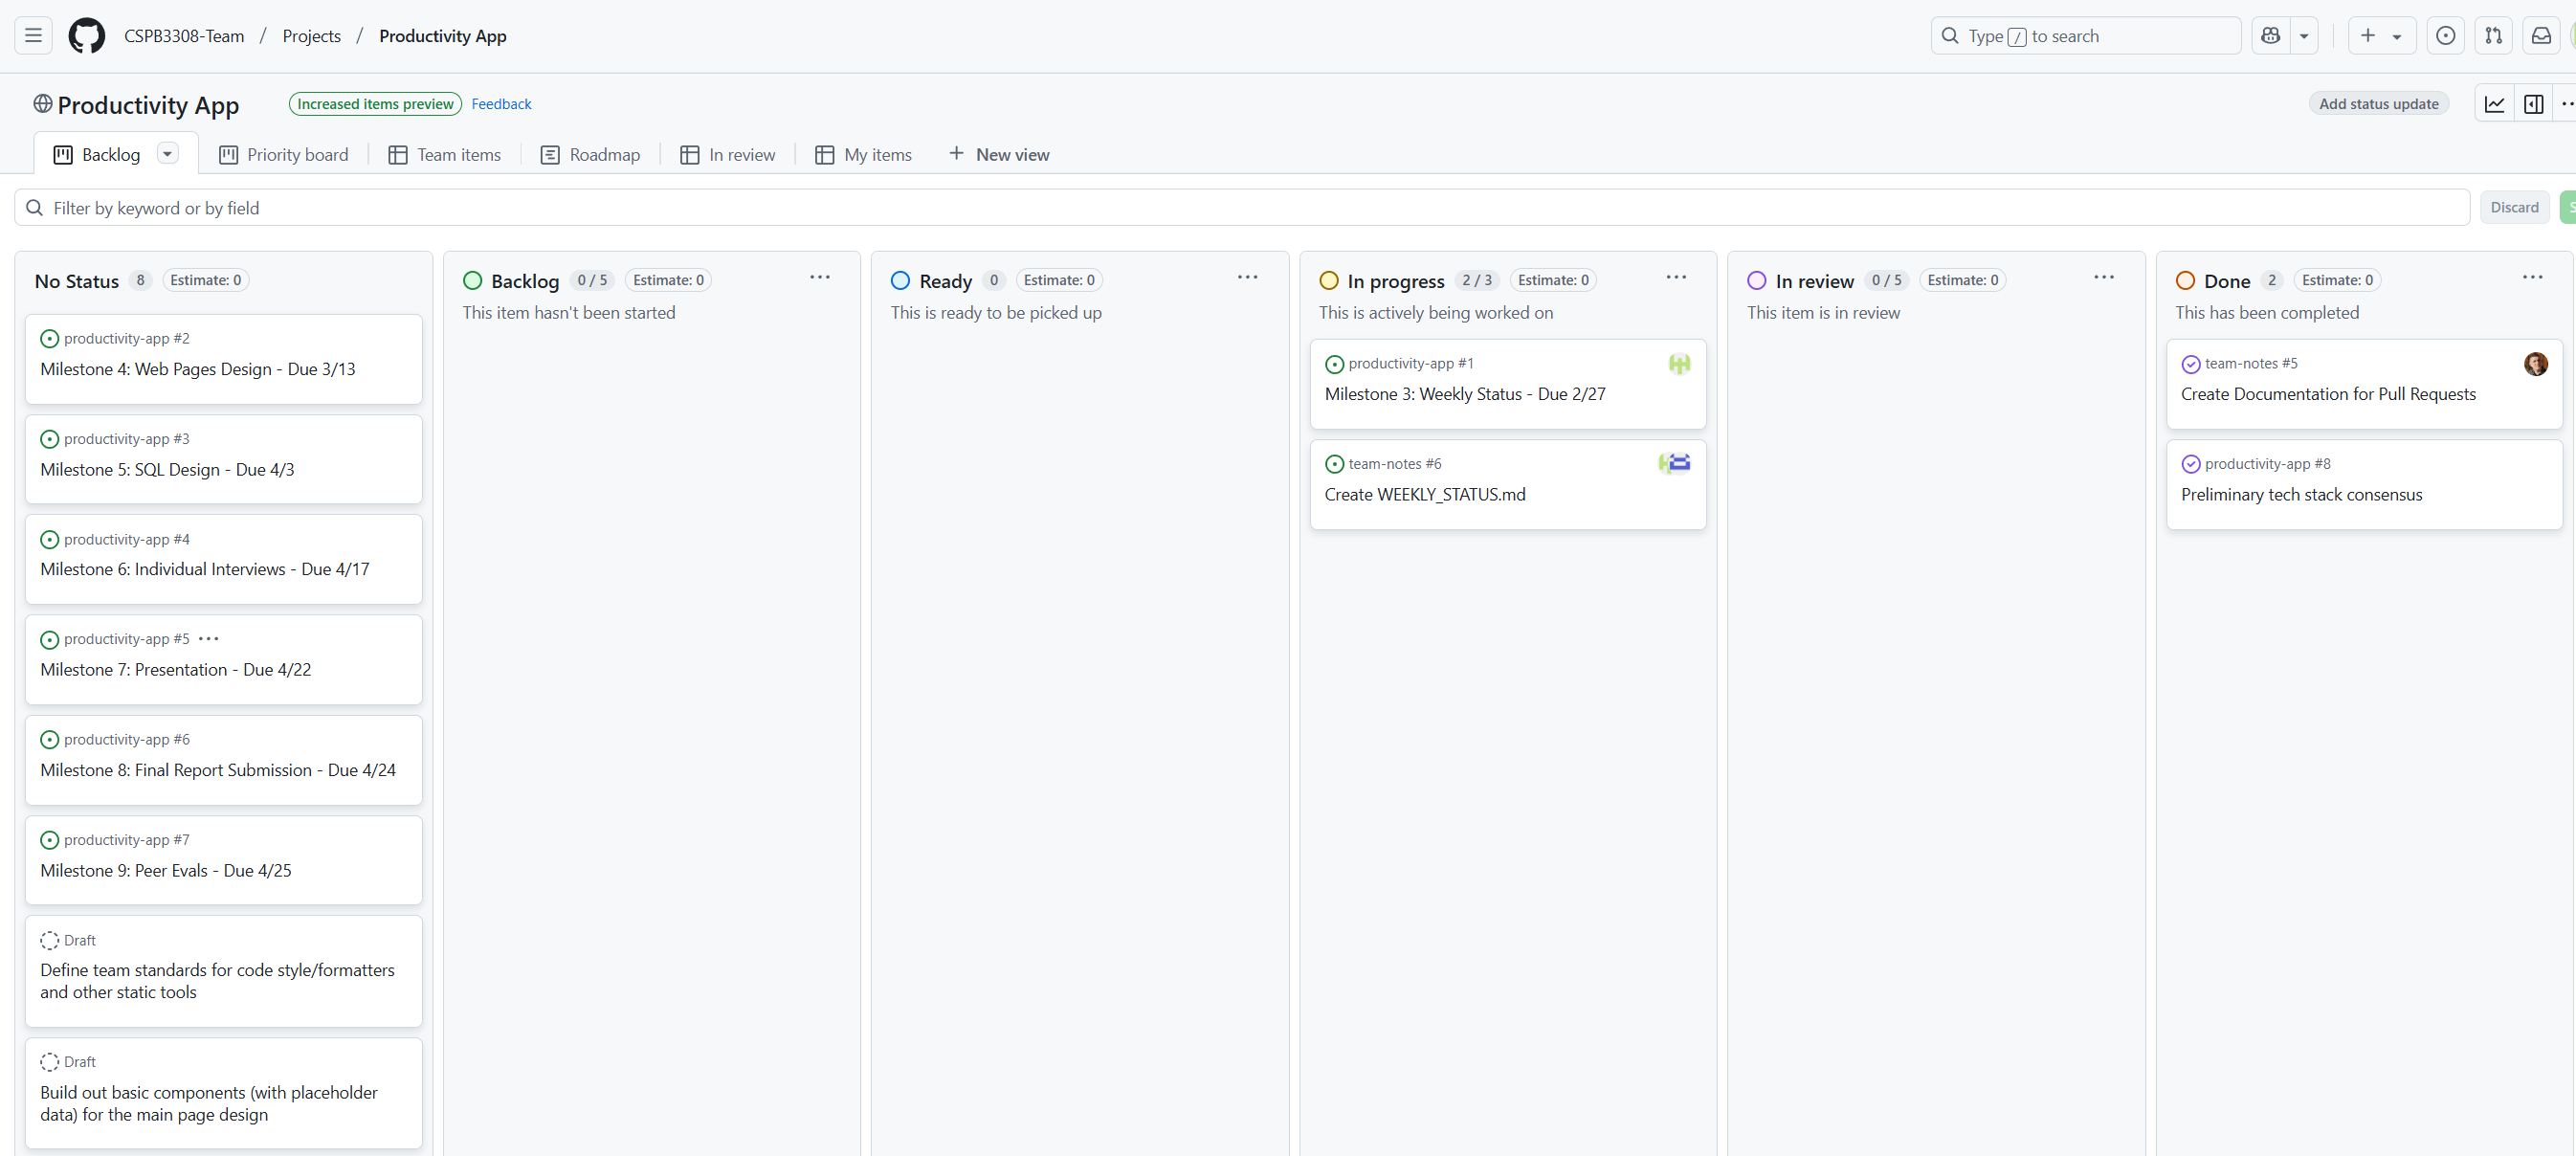 CSPB3308-Team / Projects / Productivity App
Type / to search
Productivity App
Increased items preview
Feedback
Add status update
Backlog
Priority board
Team items
Roadmap
In review
My items
New view
Filter by keyword or by field
Discard
No Status 8 Estimate: 0
productivity-app #2
Milestone 4: Web Pages Design - Due 3/13
productivity-app #3
Milestone 5: SQL Design - Due 4/3
productivity-app #4
Milestone 6: Individual Interviews - Due 4/17
productivity-app #5
Milestone 7: Presentation - Due 4/22
productivity-app #6
Milestone 8: Final Report Submission - Due 4/24
productivity-app #7
Milestone 9: Peer Evals - Due 4/25
Draft
Define team standards for code style/formatters
and other static tools
Draft
Build out basic components (with placeholder
data) for the main page design
Backlog 0 / 5 Estimate: 0
This item hasn't been started
Ready 0 Estimate: 0
This is ready to be picked up
In progress 2 / 3 Estimate: 0
This is actively being worked on
productivity-app #1
Milestone 3: Weekly Status - Due 2/27
team-notes #6
Create WEEKLY_STATUS.md
In review 0 / 5 Estimate: 0
This item is in review
Done 2 Estimate: 0
This has been completed
team-notes #5
Create Documentation for Pull Requests
productivity-app #8
Preliminary tech stack consensus